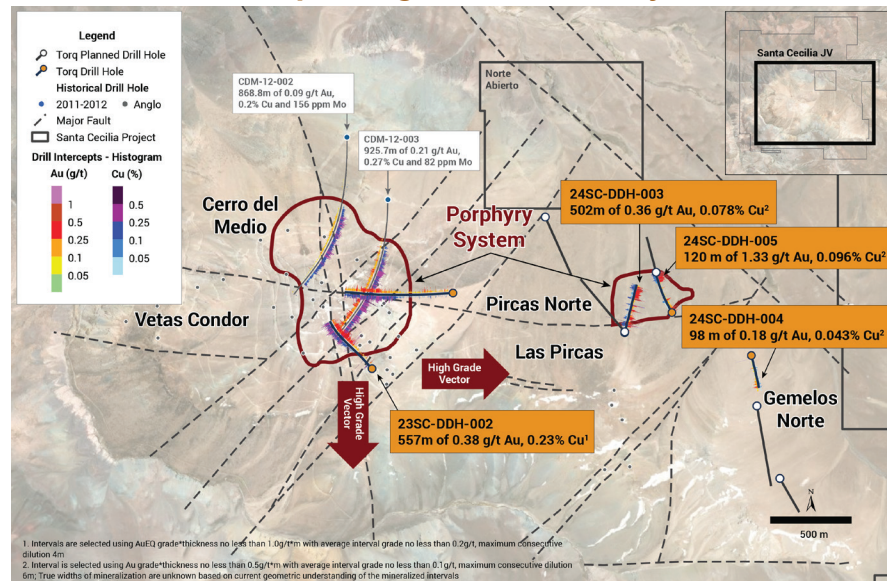 Legend
Torq Planned Drill Hole
Torq Drill Hole
Historical Drill Hole
2011-2012
Anglo
Major Fault
Santa Cecilia Project
Drill Intercepts - Histogram
Au (g/t)
Cu (%)
1
0.5
0.25
0.1
0.05
0.5
0.25
0.1
0.05
CDM-12-002
868.8m of 0.09 g/t Au,
0.2% Cu and 156 ppm Mo
CDM-12-003
925.7m of 0.21 g/t Au,
0.27% Cu and 82 ppm Mo
Norte
Abierto
Santa Cecilia JV
Cerro del
Medio
Porphyry
System
24SC-DDH-003
502m of 0.36 g/t Au, 0.078% Cu²
24SC-DDH-005
120 m of 1.33 g/t Au, 0.096% Cu²
24SC-DDH-004
98 m of 0.18 g/t Au, 0.043% Cu²
Vetas Condor
Pircas Norte
Las Pircas
High Grade
Vector
High Grade
Vector
Gemelos
Norte
23SC-DDH-002
557m of 0.38 g/t Au, 0.23% Cu¹
N
500 m
1. Intervals are selected using AuEQ grade*thickness no less than 1.0g/t*m with average interval grade no less than 0.2g/t, maximum consecutive
dilution 4m
2. Interval is selected using Au grade*thickness no less than 0.5g/t*m with average interval grade no less than 0.1g/t, maximum consecutive dilution
6m; True widths of mineralization are unknown based on current geometric understanding of the mineralized intervals